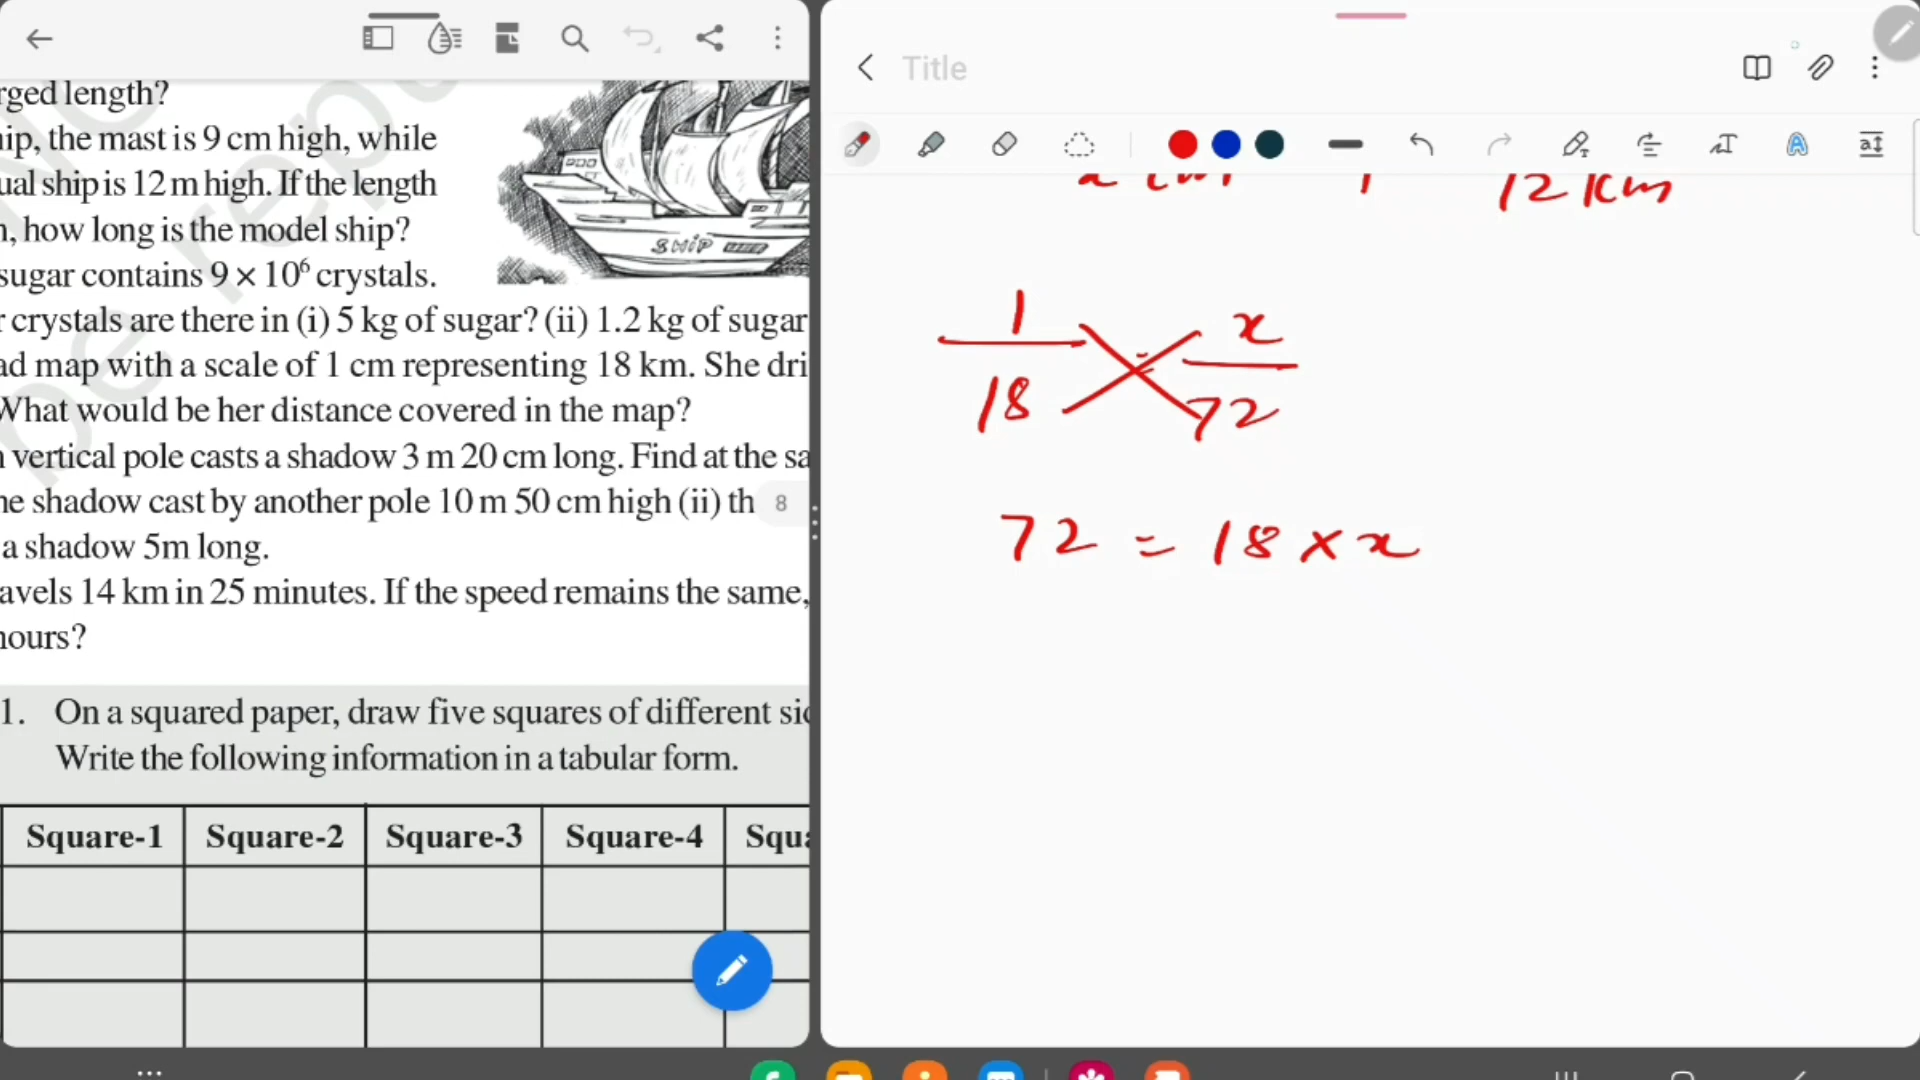 rged length?
ip, the mast is 9 cm high, while
ual ship is 12 m high. If the length
, how long is the model ship?
sugar contains 9 × 10⁶ crystals.
r crystals are there in (i) 5 kg of sugar? (ii) 1.2 kg of sugar
ad map with a scale of 1 cm representing 18 km. She dri
What would be her distance covered in the map?
vertical pole casts a shadow 3 m 20 cm long. Find at the sa
he shadow cast by another pole 10 m 50 cm high (ii) th
8
a shadow 5m long.
avels 14 km in 25 minutes. If the speed remains the same,
hours?
1. On a squared paper, draw five squares of different si
Write the following information in a tabular form.
Square-1 Square-2 Square-3 Square-4 Squa
SHIP
Title
12 km
1 x
=
18 72
72 = 18 × x